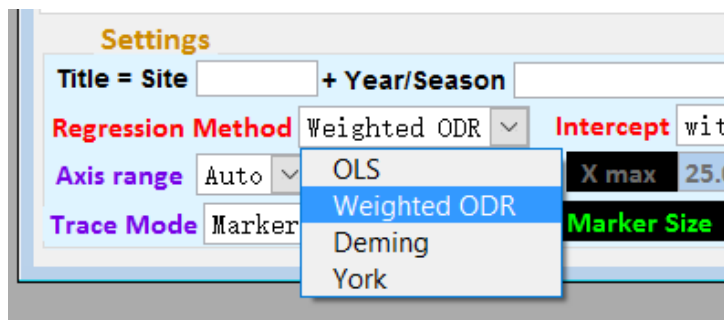 Settings
Title = Site + Year/Season
Regression Method Weighted ODR Intercept
Axis range Auto OLS X max
Weighted ODR
Trace Mode Marker Deming Marker Size
York